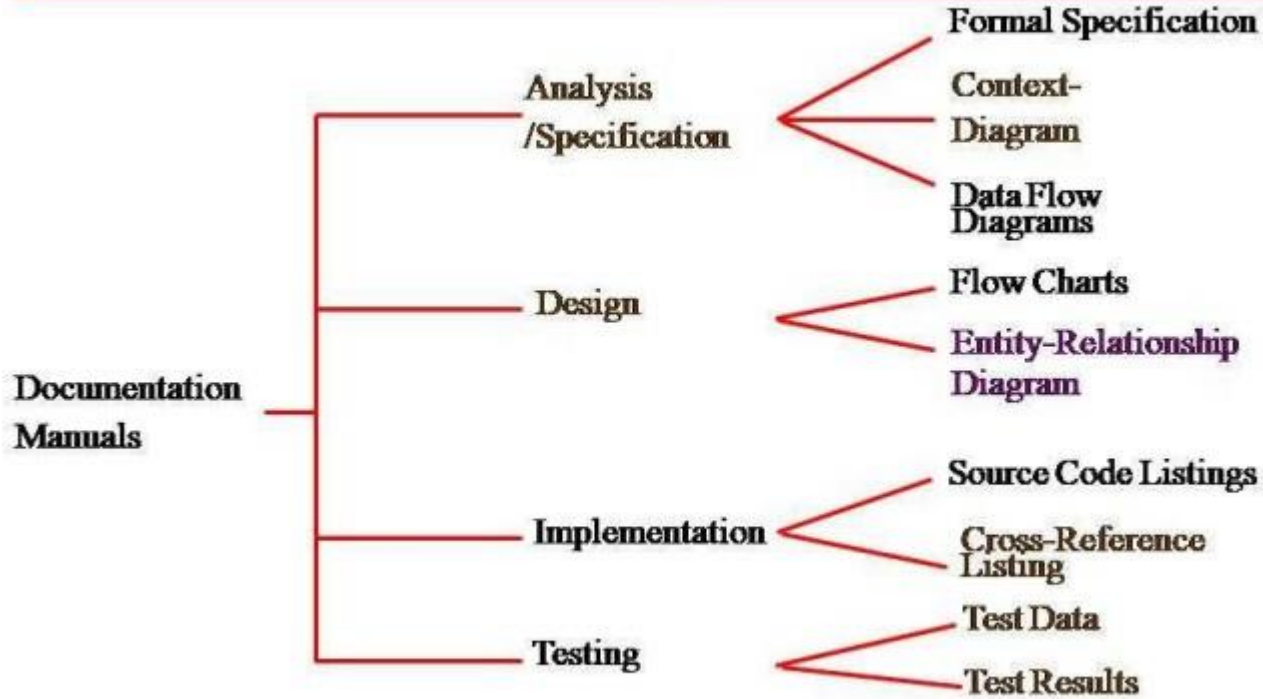 Documentation
Manuals
Analysis
/Specification
Formal Specification
Context-
Diagram
Data Flow
Diagrams
Design
Flow Charts
Entity-Relationship
Diagram
Implementation
Source Code Listings
Cross-Reference
Listing
Testing
Test Data
Test Results